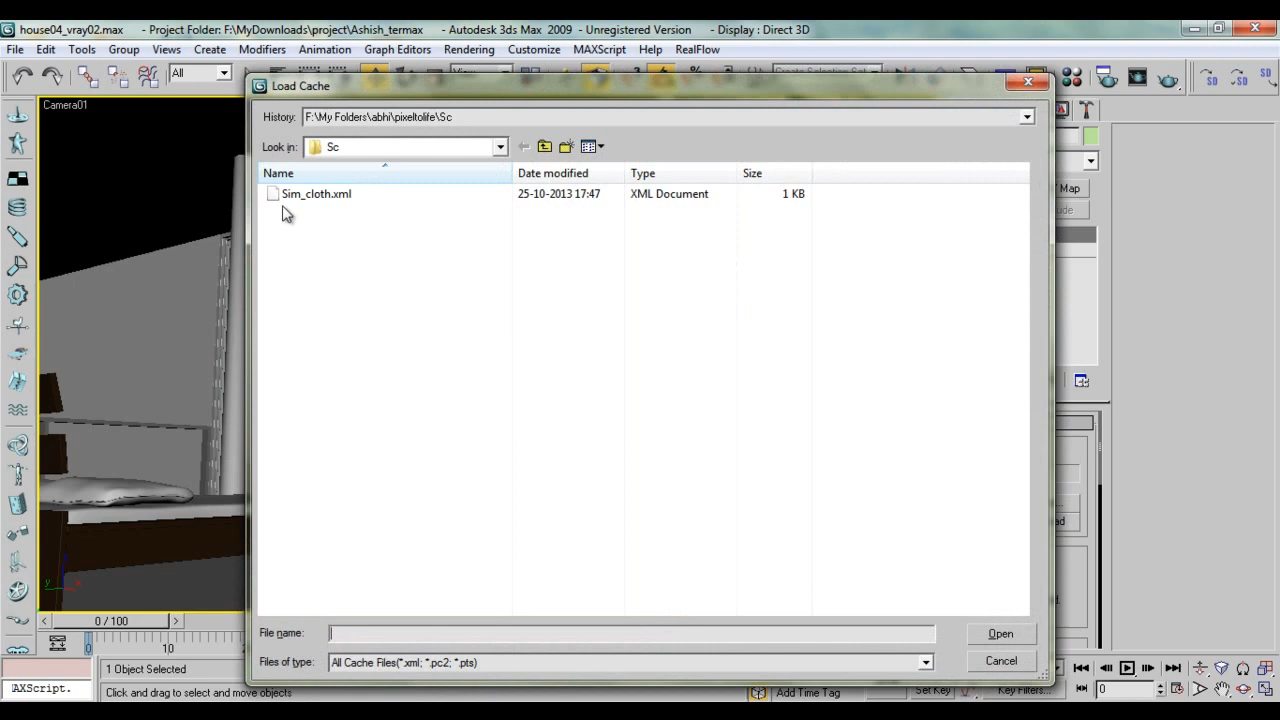 house04_vray02.max - Project Folder: F:\MyDownloads\project\Ashish_termax - Autodesk 3ds Max 2009 - Unregistered Version - Display : Direct 3D
File Edit Tools Group Views Create Modifiers Animation Graph Editors Rendering Customize MAXScript Help RealFlow
All
Camera01
Load Cache
History: F:\My Folders\abhi\pixeltolife\Sc
Look in: Sc
Name Date modified Type Size
Sim_cloth.xml 25-10-2013 17:47 XML Document 1 KB
Map
File name:
Open
Files of type: All Cache Files(*.xml; *.pc2; *.pts)
Cancel
0 / 100
0 10
1 Object Selected
AXScript.
Click and drag to select and move objects
Add Time Tag
Set Key
Key Filters...
0